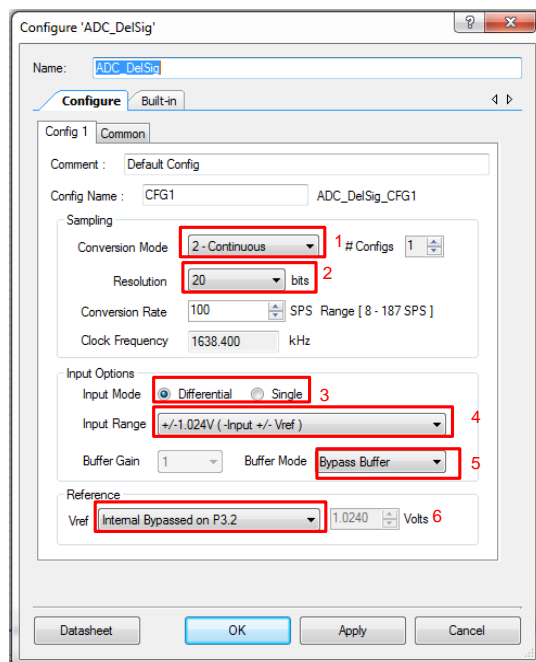 Configure 'ADC_DelSig'
? X
Name: ADC_DelSig
Configure Built-in
Config 1 Common
Comment : Default Config
Config Name : CFG1 ADC_DelSig_CFG1
Sampling
Conversion Mode 2 - Continuous 1 # Configs 1
Resolution 20 bits 2
Conversion Rate 100 SPS Range [ 8 - 187 SPS ]
Clock Frequency 1638.400 kHz
Input Options
Input Mode Differential Single 3
Input Range +/-1.024V ( -Input +/- Vref ) 4
Buffer Gain 1 Buffer Mode Bypass Buffer 5
Reference
Vref Internal Bypassed on P3.2 1.0240 Volts 6
Datasheet OK Apply Cancel